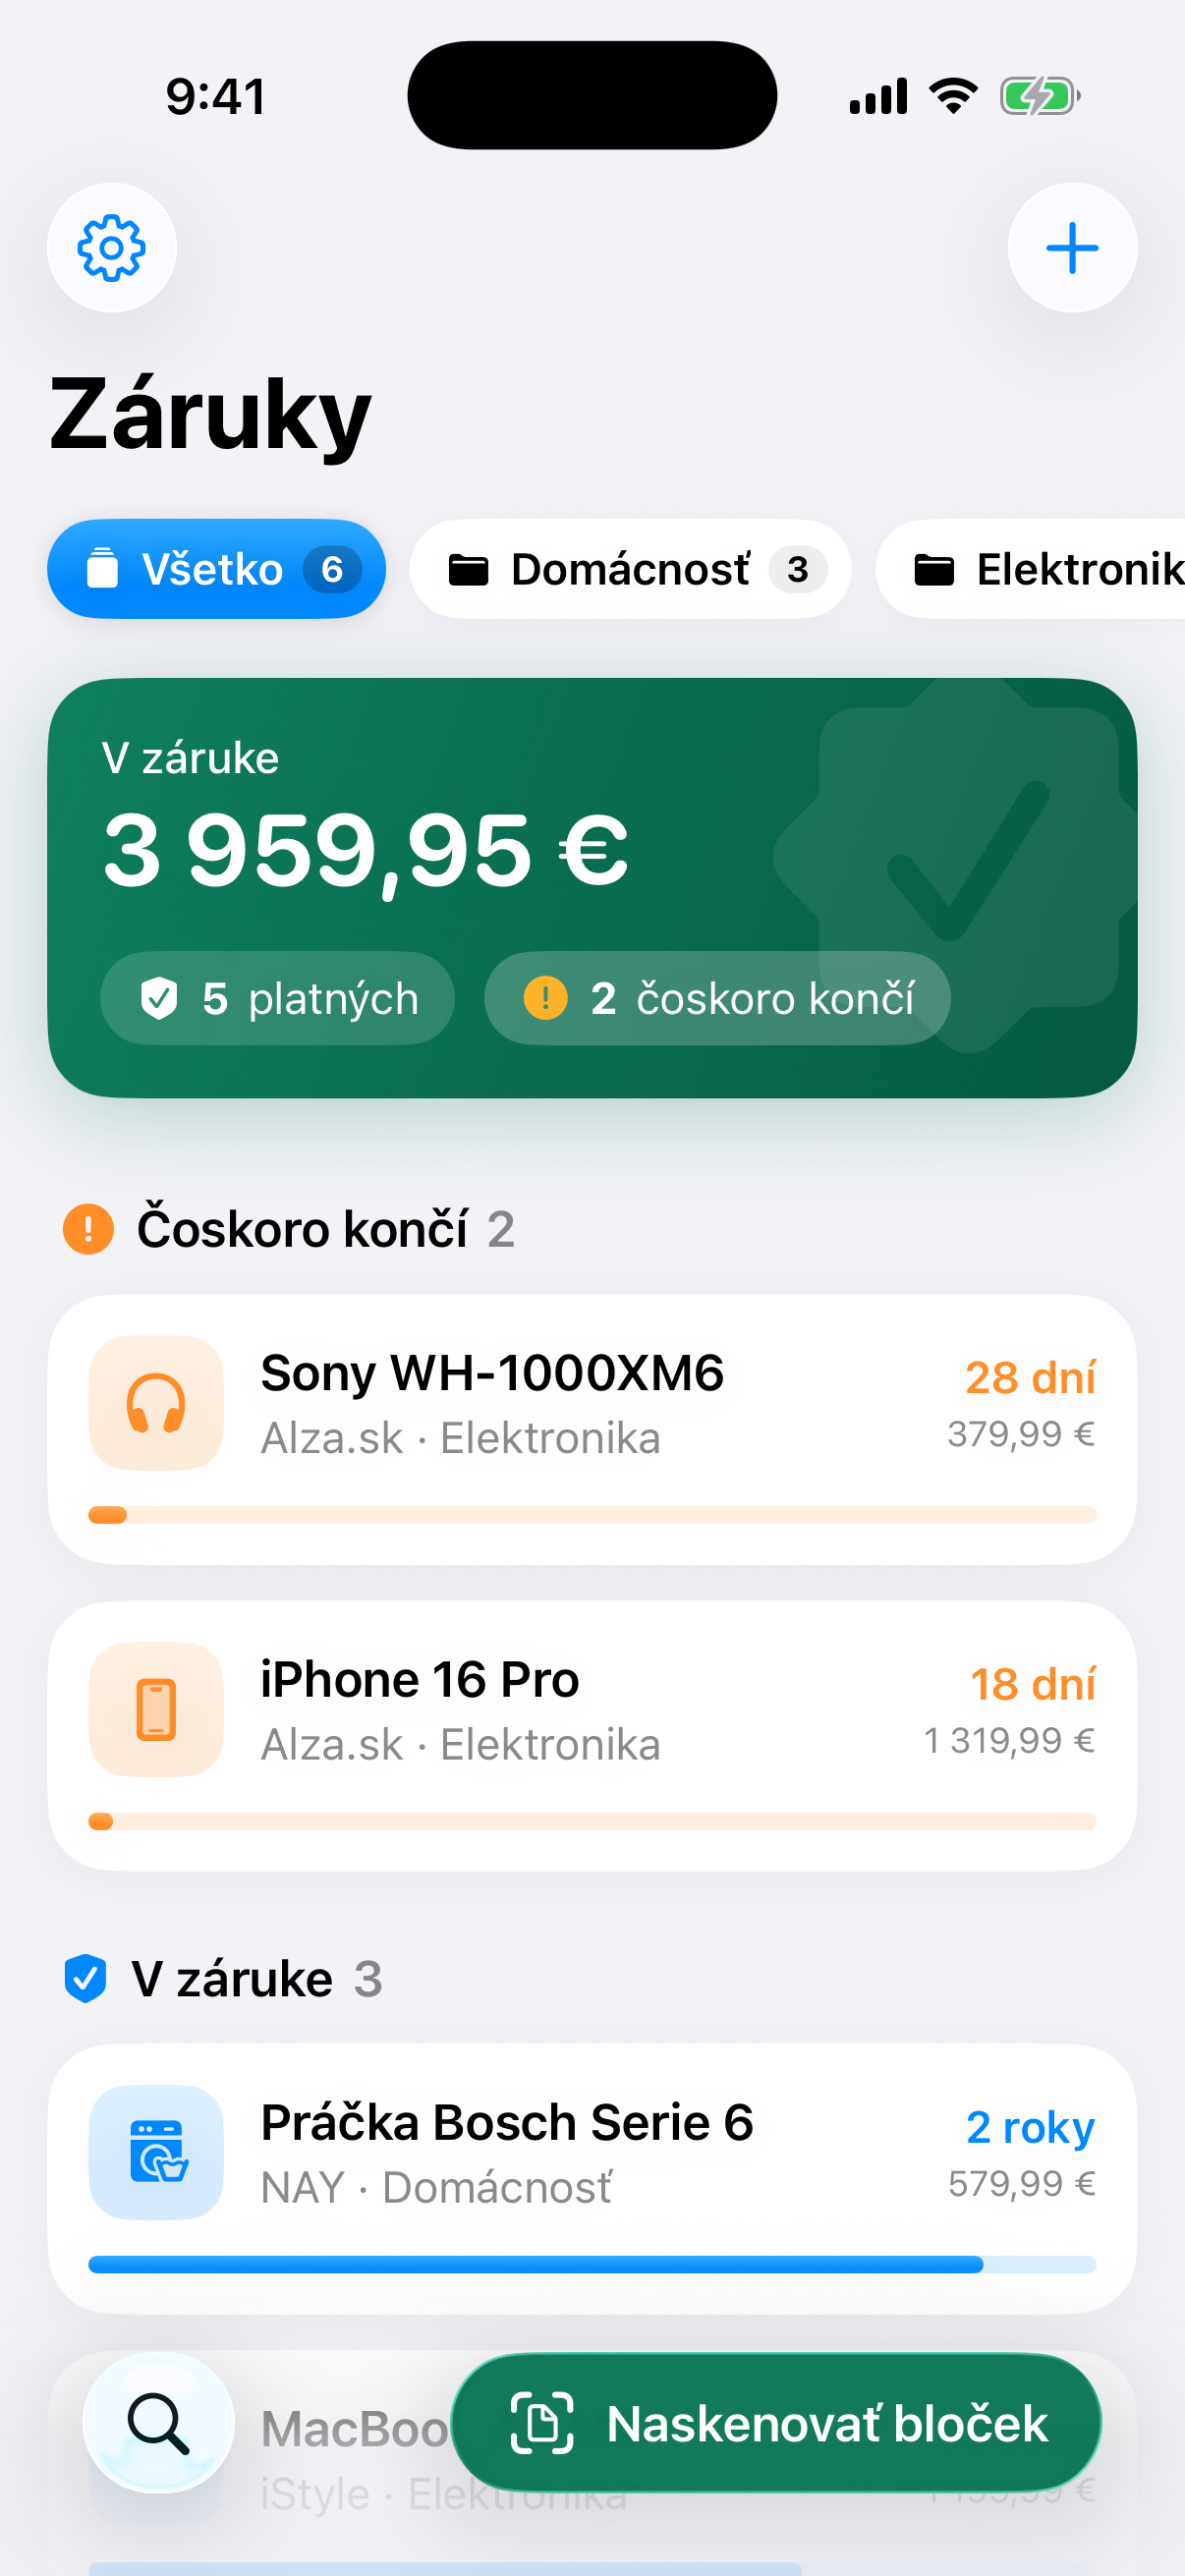 9:41
Záruky
Všetko 6
Domácnosť 3
Elektronik
V záruke
3 959,95 €
5 platných
2 čoskoro končí
Čoskoro končí 2
Sony WH-1000XM6
28 dní
Alza.sk · Elektronika
379,99 €
iPhone 16 Pro
18 dní
Alza.sk · Elektronika
1 319,99 €
V záruke 3
Práčka Bosch Serie 6
2 roky
NAY · Domácnosť
579,99 €
MacBoo
Naskenovať bloček
iStyle · Elektronika
€